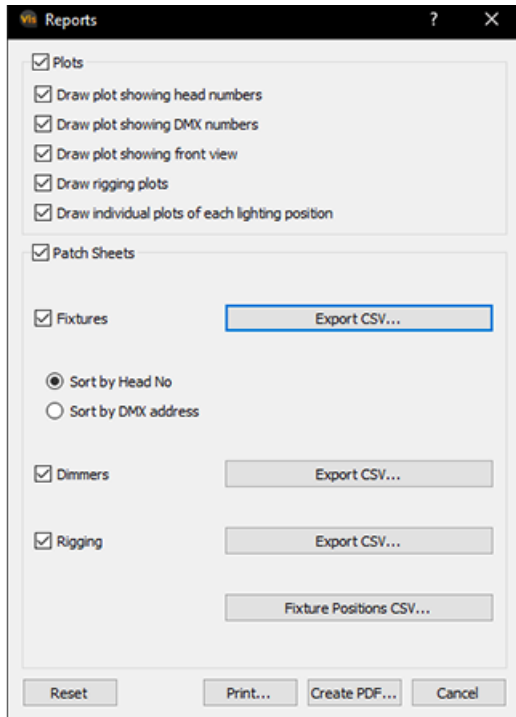 Vis Reports ?
Plots
Draw plot showing head numbers
Draw plot showing DMX numbers
Draw plot showing front view
Draw rigging plots
Draw individual plots of each lighting position
Patch Sheets
Fixtures Export CSV...
Sort by Head No
Sort by DMX address
Dimmers Export CSV...
Rigging Export CSV...
Fixture Positions CSV...
Reset Print... Create PDF... Cancel